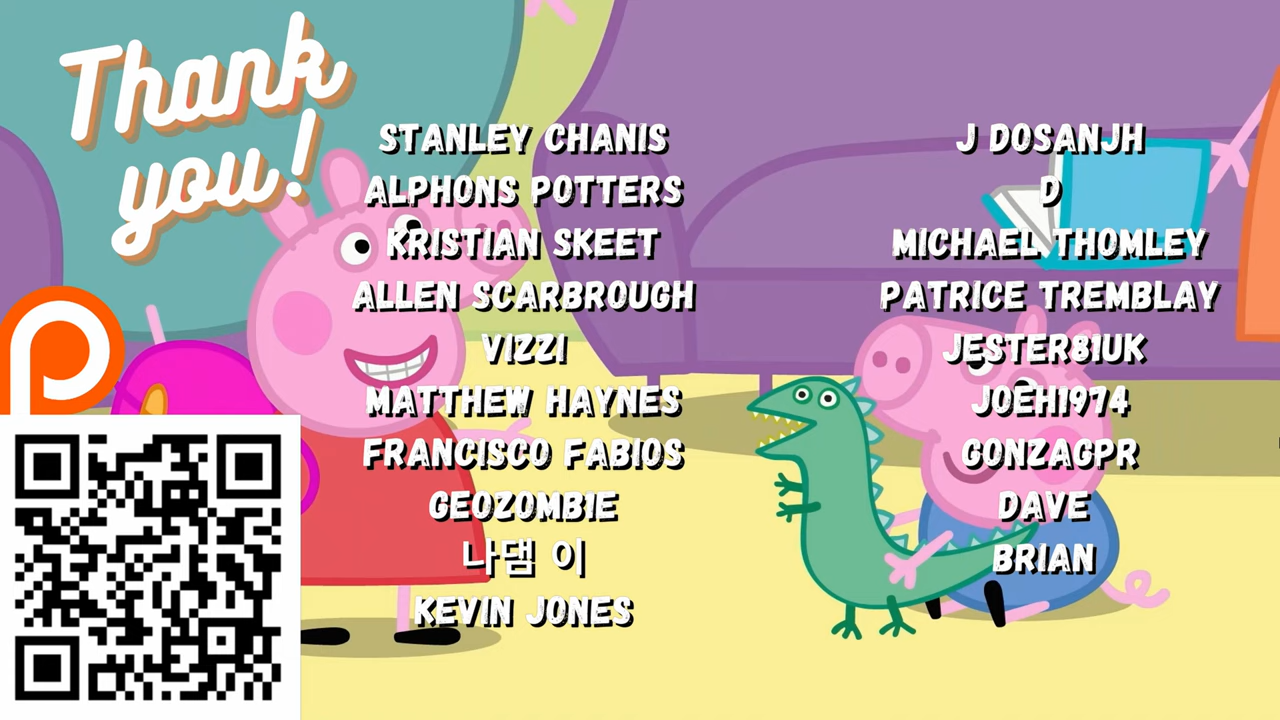 Thank
you!
STANLEY CHANIS
ALPHONS POTTERS
KRISTIAN SKEET
ALLEN SCARBROUGH
VIZZI
MATTHEW HAYNES
FRANCISCO FABIOS
GEOZOMBIE
나댐 이
KEVIN JONES
J DOSANJH
D
MICHAEL THOMLEY
PATRICE TREMBLAY
JESTER81UK
JOEH1974
GONZAGPR
DAVE
BRIAN